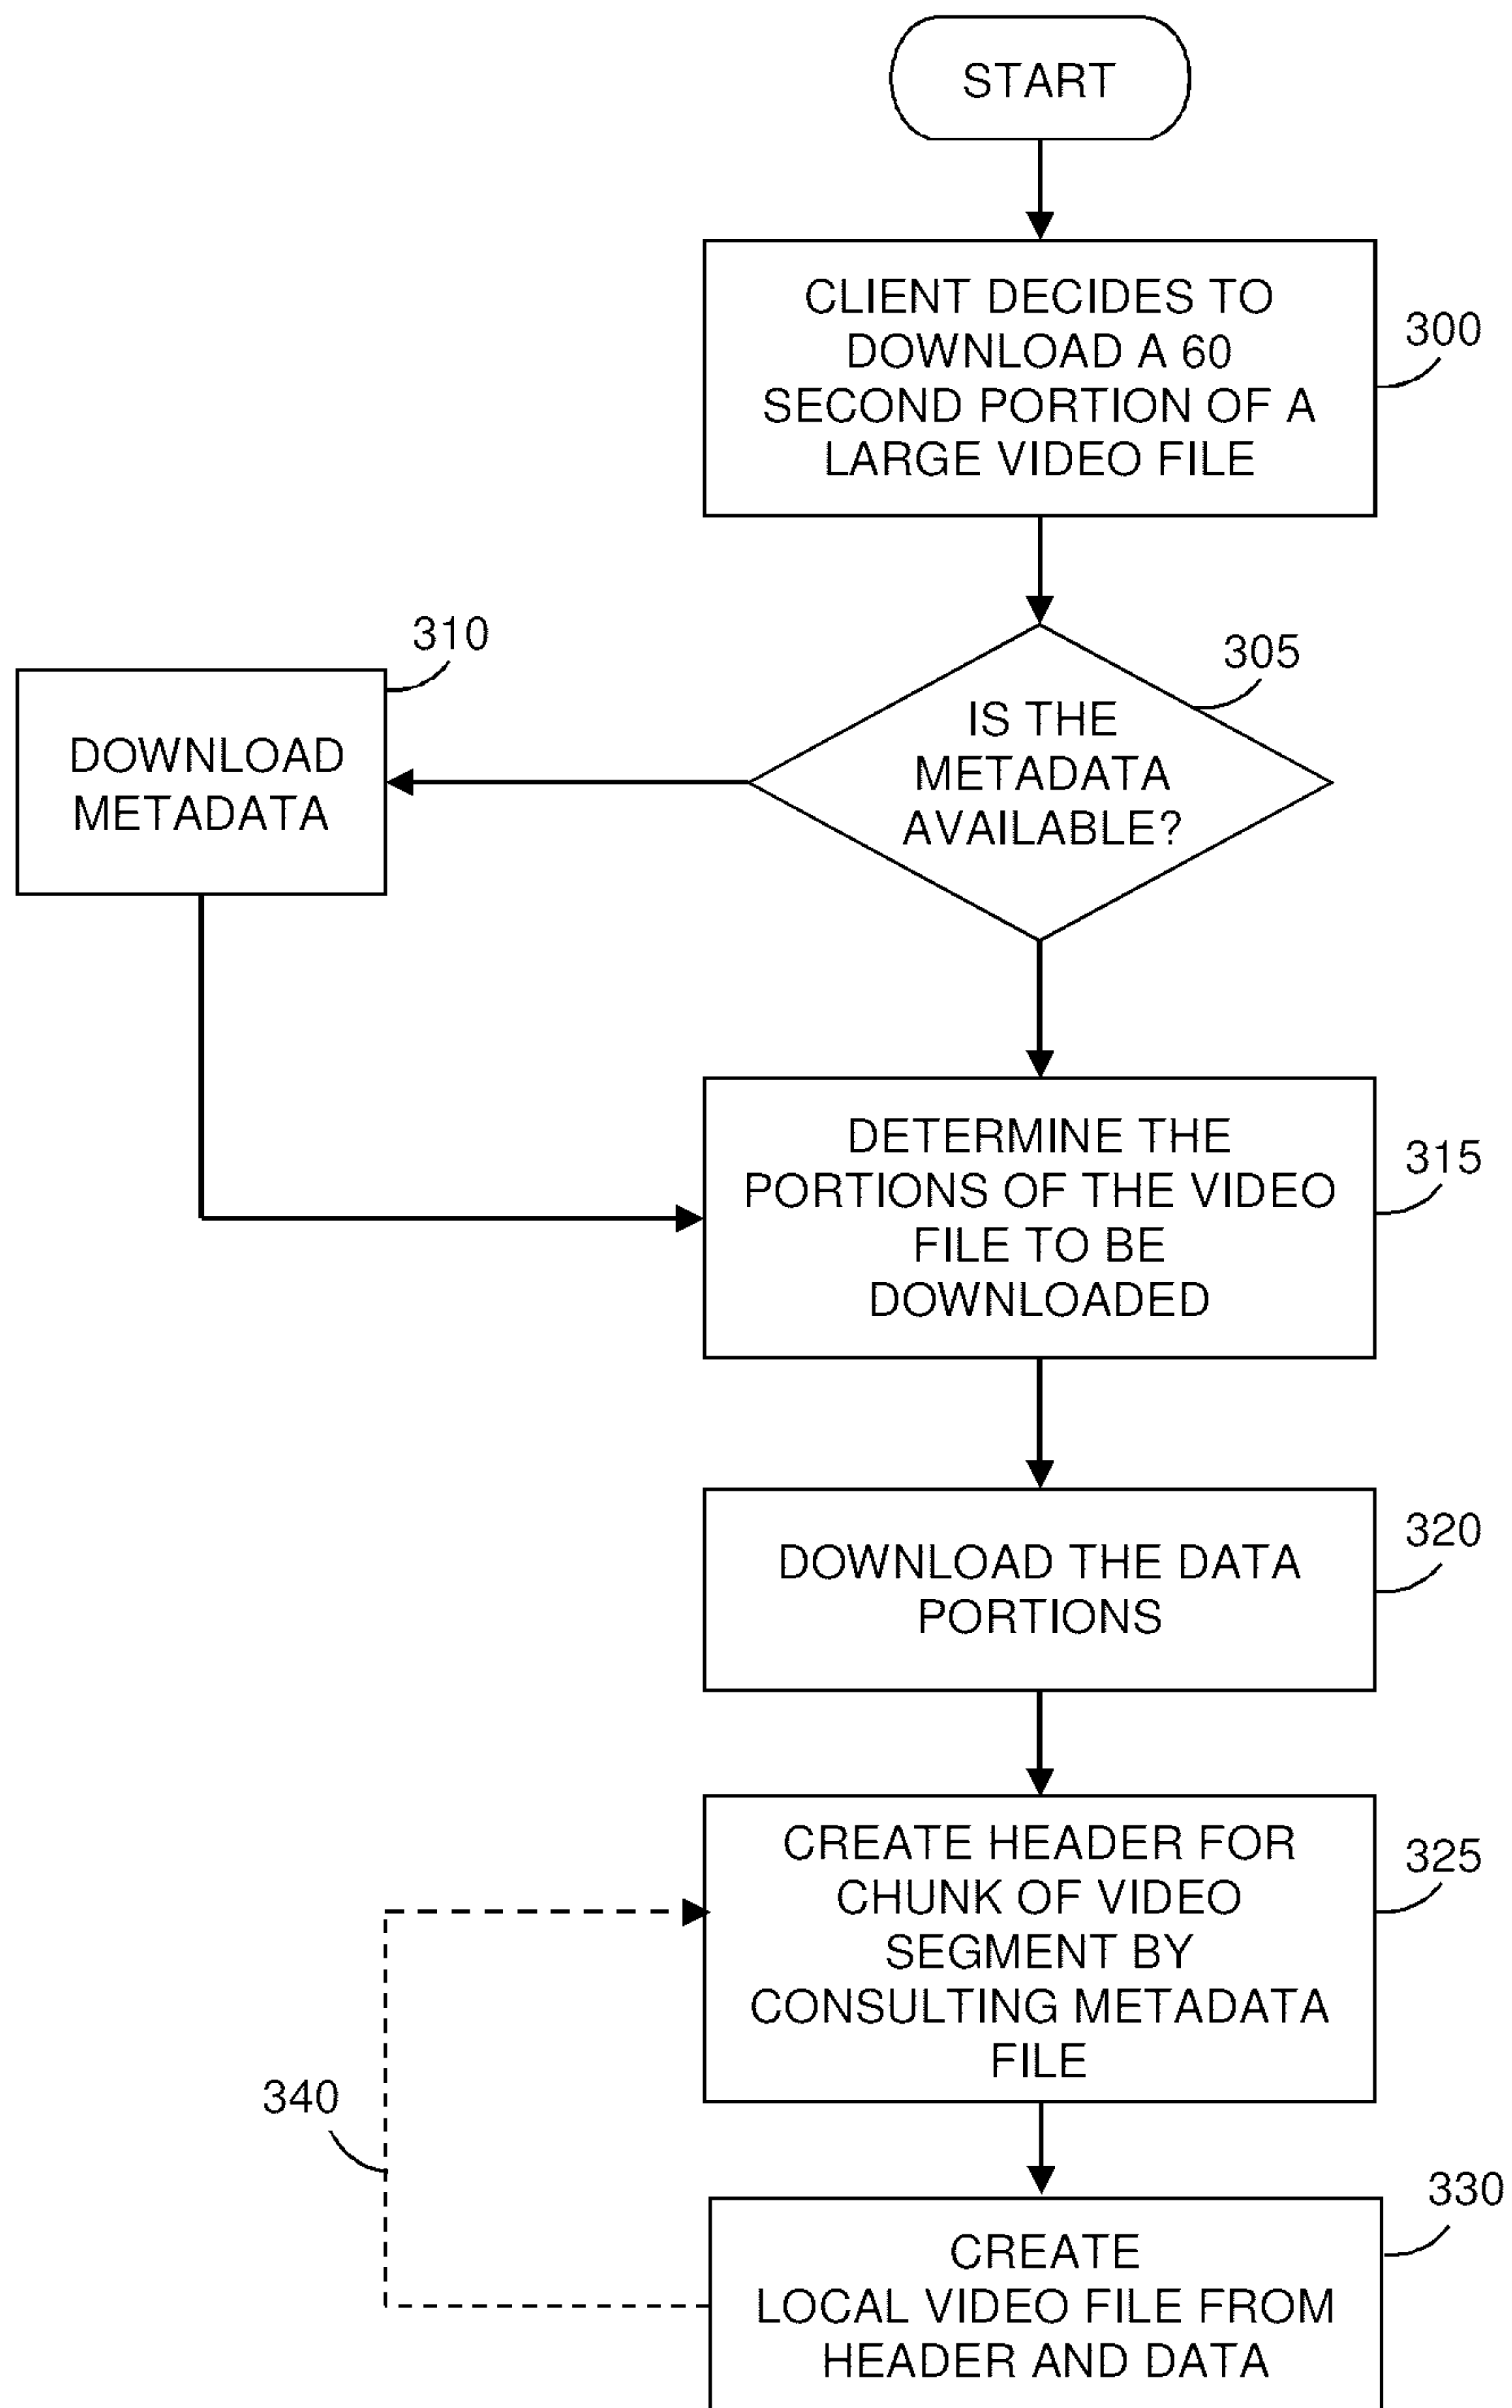 START
CLIENT DECIDES TO
DOWNLOAD A 60
SECOND PORTION OF A
LARGE VIDEO FILE
300
310
305
IS THE
METADATA
AVAILABLE?
DOWNLOAD
METADATA
DETERMINE THE
PORTIONS OF THE VIDEO
FILE TO BE
DOWNLOADED
315
DOWNLOAD THE DATA
PORTIONS
320
CREATE HEADER FOR
CHUNK OF VIDEO
SEGMENT BY
CONSULTING METADATA
FILE
325
340
330
CREATE
LOCAL VIDEO FILE FROM
HEADER AND DATA